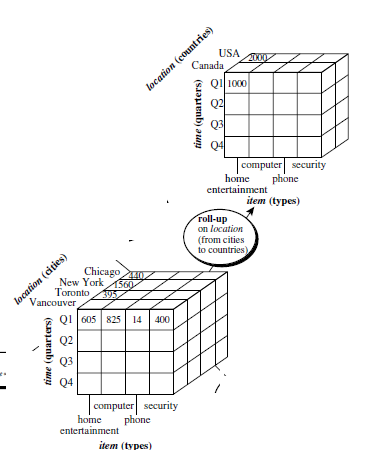 location (countries)
USA
2000
Canada
Q1 1000
Q2
Q3
Q4
time (quarters)
computer security
home phone
entertainment
item (types)
roll-up
on location
(from cities
to countries)
location (cities)
Chicago 440
New York 1560
Toronto 395
Vancouver
Q1 605 825 14 400
Q2
Q3
Q4
time (quarters)
computer security
home phone
entertainment
item (types)